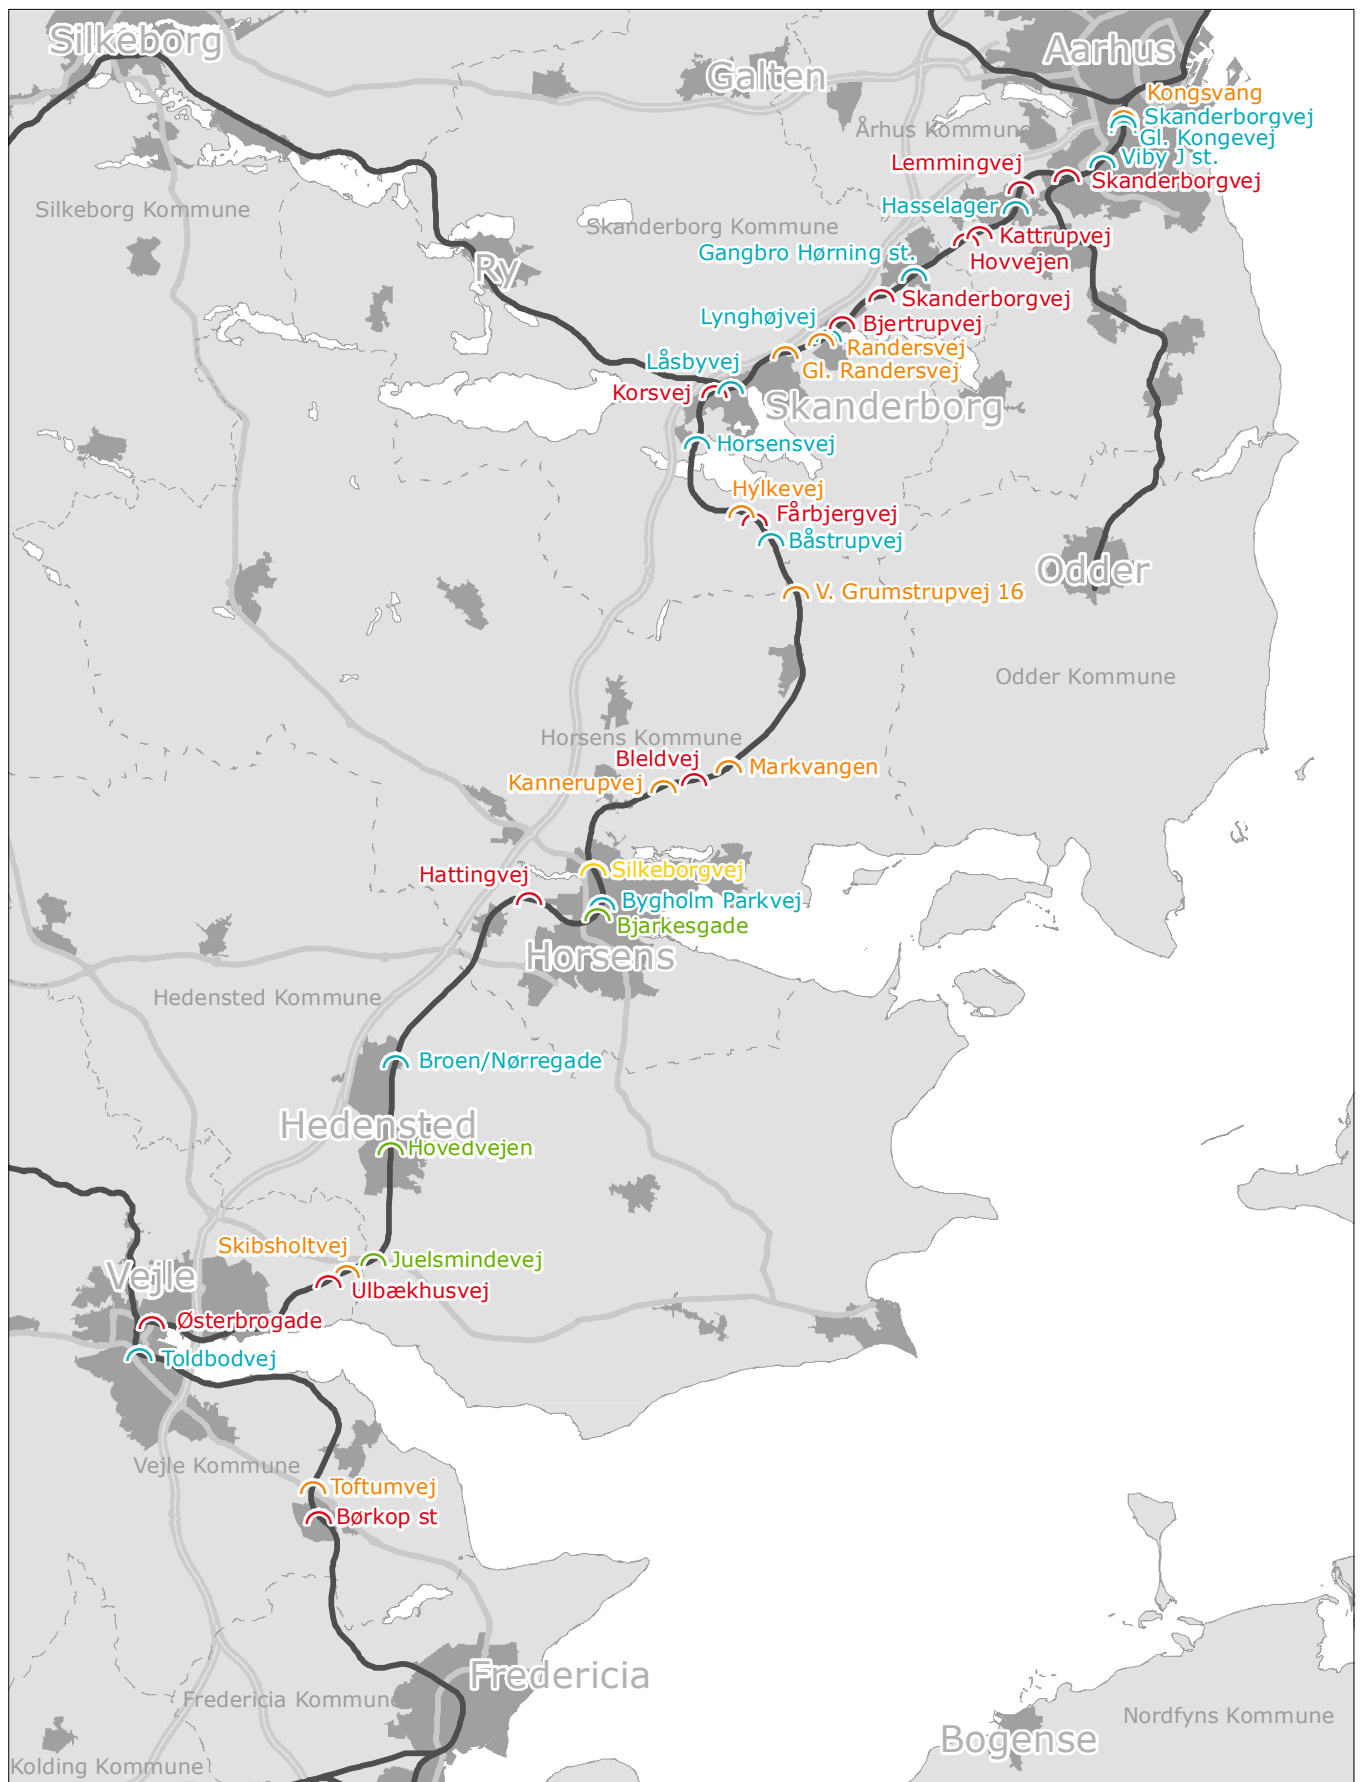 Silkeborg
Aarhus
Galten
Kongsvang
Skanderborgvej
Århus Kommune
Gl. Kongevej
Viby J st.
Lemmingvej
Skanderborgvej
Silkeborg Kommune
Hasselager
Skanderborg Kommune
Kattrupvej
Gangbro Hørning st.
Hovvejen
Ry
Skanderborgvej
Lynghøjvej
Bjertrupvej
Randersvej
Låsbyvej
Gl. Randersvej
Korsvej
Skanderborg
Horsensvej
Hylkevej
Fårbjergvej
Båstrupvej
Odder
V. Grumstrupvej 16
Odder Kommune
Horsens Kommune
Bleldvej
Markvangen
Kannerupvej
Silkeborgvej
Hattingvej
Bygholm Parkvej
Bjarkesgade
Horsens
Hedensted Kommune
Broen/Nørregade
Hedensted
Hovedvejen
Skibsholtvej
Juelsmindevej
Vejle
Ulbækhusvej
Østerbrogade
Toldbodvej
Vejle Kommune
Toftumvej
Børkop st
Fredericia
Fredericia Kommune
Nordfyns Kommune
Bogense
Kolding Kommune